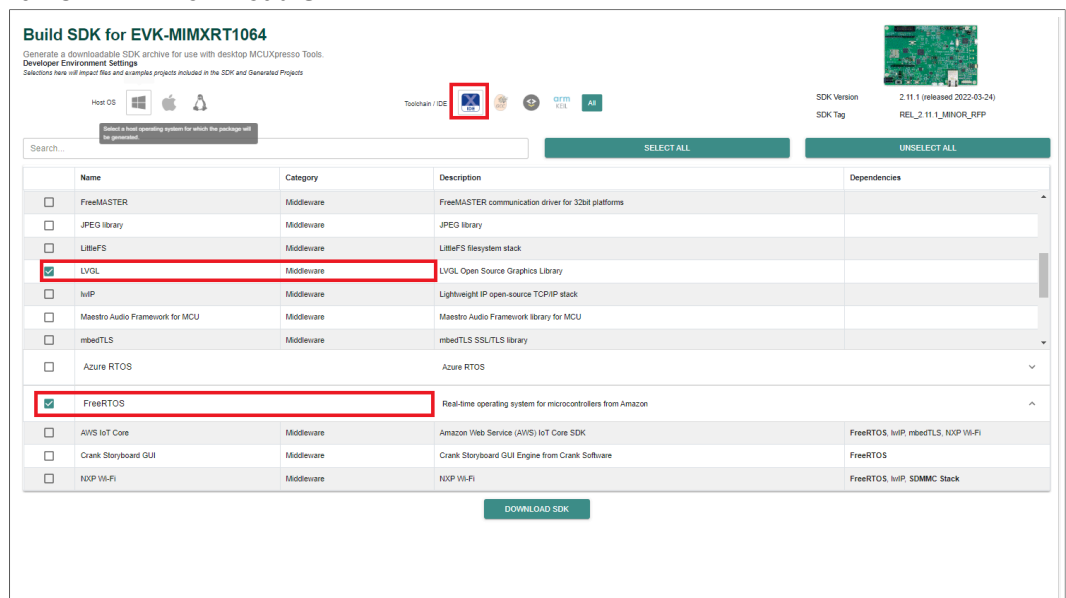 Build SDK for EVK-MIMXRT1064
Generate a downloadable SDK archive for use with desktop MCUXpresso Tools.
Developer Environment Settings
Selections here will impact files and examples projects included in the SDK and Generated Projects
Host OS
Toolchain / IDE
IDE
arm KEIL
All
SDK Version 2.11.1 (released 2022-03-24)
SDK Tag REL_2.11.1_MINOR_RFP
Select a host operating system for which the package will
be generated.
Search...
SELECT ALL
UNSELECT ALL
Name Category Description Dependencies
FreeMASTER Middleware FreeMASTER communication driver for 32bit platforms
JPEG library Middleware JPEG library
LittleFS Middleware LittleFS filesystem stack
LVGL Middleware LVGL Open Source Graphics Library
lwIP Middleware Lightweight IP open-source TCP/IP stack
Maestro Audio Framework for MCU Middleware Maestro Audio Framework library for MCU
mbedTLS Middleware mbedTLS SSL/TLS library
Azure RTOS Azure RTOS
FreeRTOS Real-time operating system for microcontrollers from Amazon
AWS IoT Core Middleware Amazon Web Service (AWS) IoT Core SDK FreeRTOS, lwIP, mbedTLS, NXP Wi-Fi
Crank Storyboard GUI Middleware Crank Storyboard GUI Engine from Crank Software FreeRTOS
NXP Wi-Fi Middleware NXP Wi-Fi FreeRTOS, lwIP, SDMMC Stack
DOWNLOAD SDK